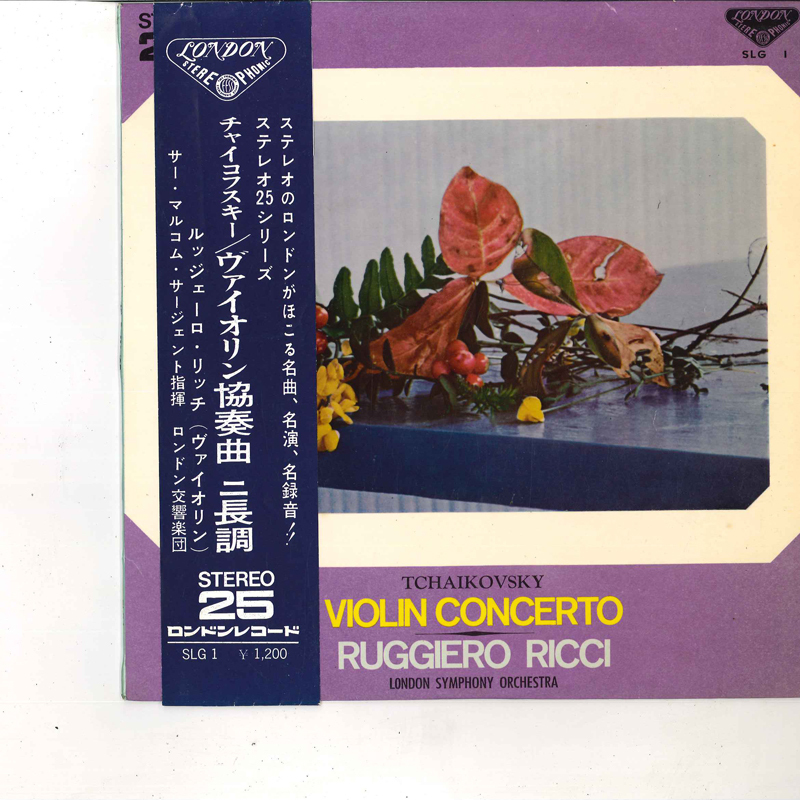 LONDON
STEREO PHONIC
ステレオのロンドンがほこる名曲、名演、名録音!!
ステレオ25シリーズ
チャイコフスキー/ヴァイオリン協奏曲 ニ長調
ルッジェーロ・リッチ (ヴァイオリン)
サー・マルコム・サージェント指揮 ロンドン交響楽団
STEREO
25
ロンドンレコード
SLG 1 ¥ 1,200
LONDON
STEREO PHONIC
SLG 1
TCHAIKOVSKY
VIOLIN CONCERTO
RUGGIERO RICCI
LONDON SYMPHONY ORCHESTRA